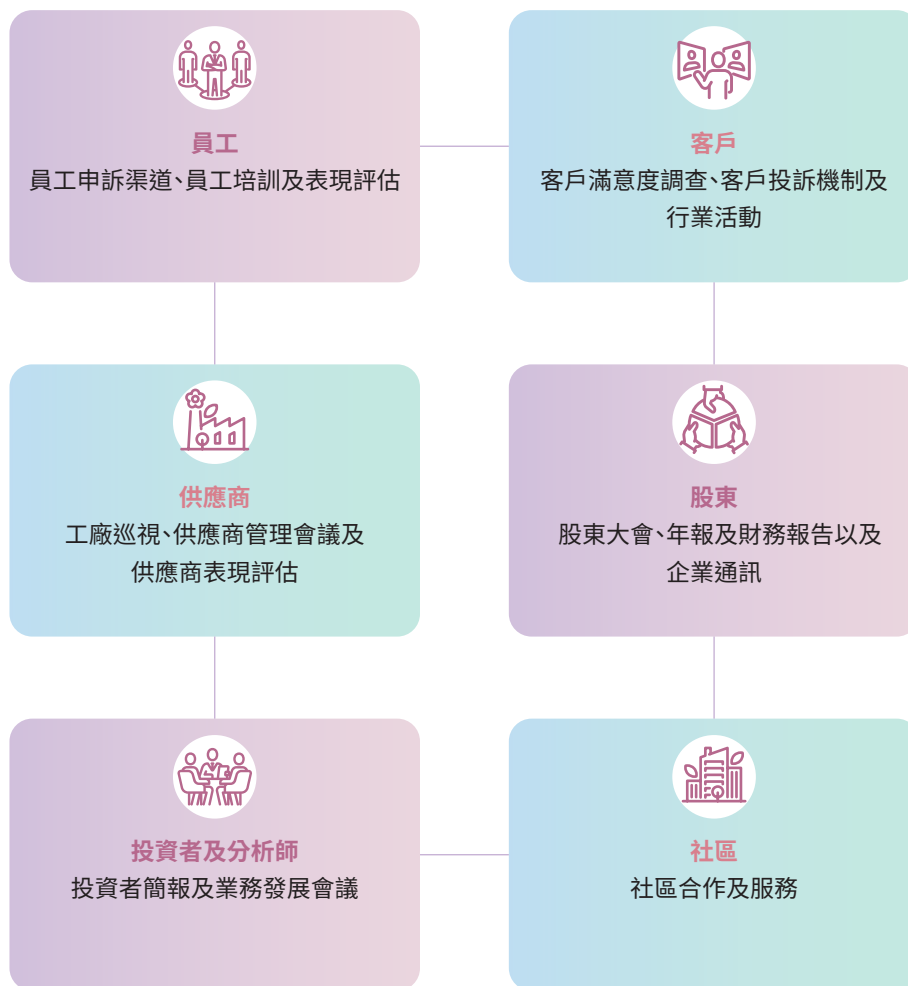 員工
員工申訴渠道、員工培訓及表現評估
客戶
客戶滿意度調查、客戶投訴機制及
行業活動
供應商
工廠巡視、供應商管理會議及
供應商表現評估
股東
股東大會、年報及財務報告以及
企業通訊
投資者及分析師
投資者簡報及業務發展會議
社區
社區合作及服務